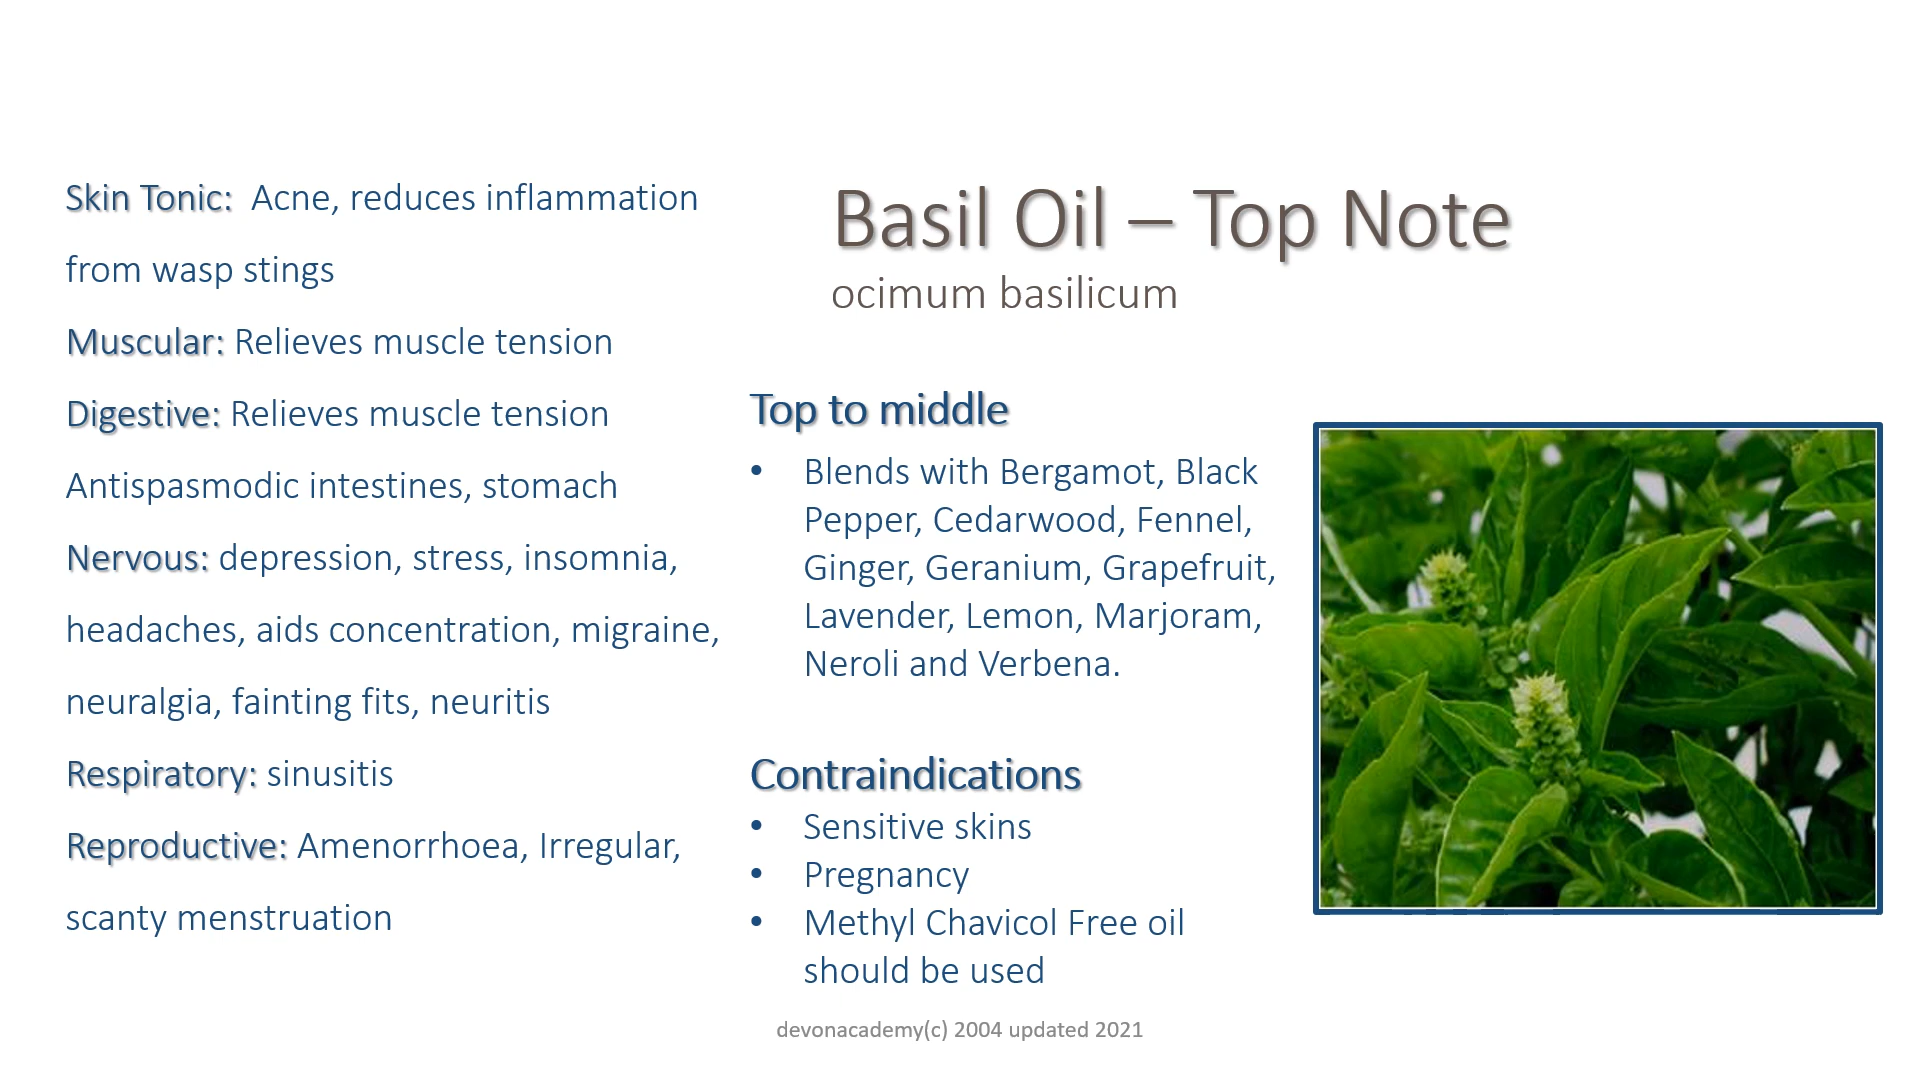 Skin Tonic:  Acne, reduces inflammation
from wasp stings
Muscular: Relieves muscle tension
Digestive: Relieves muscle tension
Antispasmodic intestines, stomach
Nervous: depression, stress, insomnia,
headaches, aids concentration, migraine,
neuralgia, fainting fits, neuritis
Respiratory: sinusitis
Reproductive: Amenorrhoea, Irregular,
scanty menstruation
Basil Oil – Top Note
ocimum basilicum
Top to middle
• Blends with Bergamot, Black
Pepper, Cedarwood, Fennel,
Ginger, Geranium, Grapefruit,
Lavender, Lemon, Marjoram,
Neroli and Verbena.
Contraindications
• Sensitive skins
• Pregnancy
• Methyl Chavicol Free oil
should be used
devonacademy(c) 2004 updated 2021